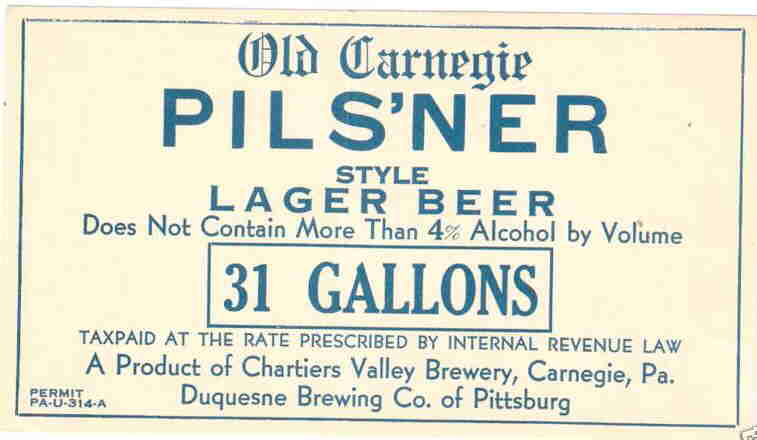 Old Carnegie
PILS'NER
STYLE
LAGER BEER
Does Not Contain More Than 4% Alcohol by Volume
31 GALLONS
TAXPAID AT THE RATE PRESCRIBED BY INTERNAL REVENUE LAW
A Product of Chartiers Valley Brewery, Carnegie, Pa.
Duquesne Brewing Co. of Pittsburg
PERMIT
PA-U-314-A